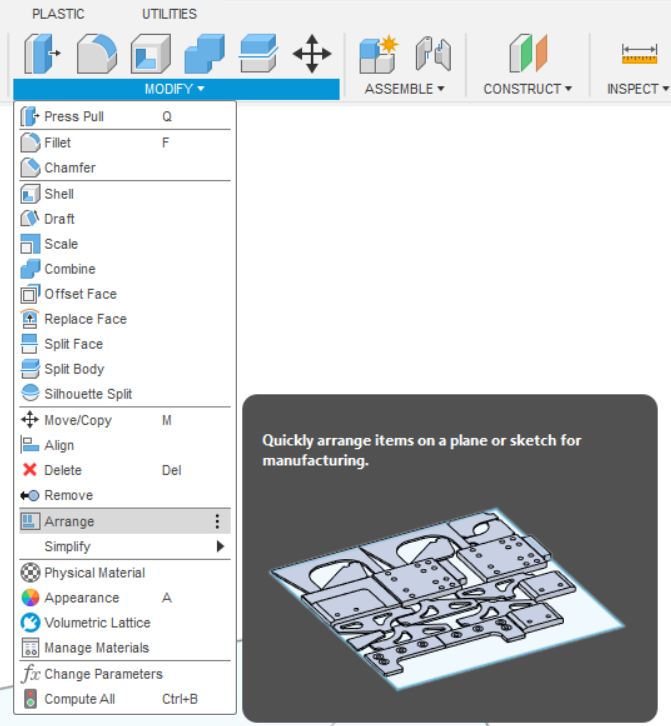 PLASTIC UTILITIES
MODIFY ASSEMBLE CONSTRUCT INSPECT
Press Pull Q
Fillet F
Chamfer
Shell
Draft
Scale
Combine
Offset Face
Replace Face
Split Face
Split Body
Silhouette Split
Move/Copy M
Align
Delete Del
Remove
Arrange
Simplify
Physical Material
Appearance A
Volumetric Lattice
Manage Materials
fx Change Parameters
Compute All Ctrl+B
Quickly arrange items on a plane or sketch for
manufacturing.